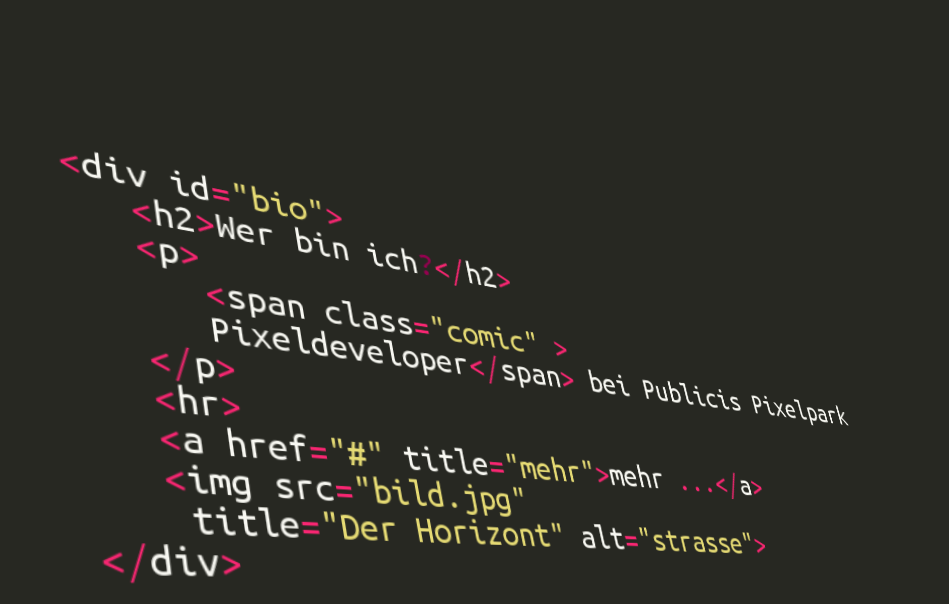 <div id="bio">
<h2>Wer bin ich?</h2>
<p>
<span class="comic" >
Pixeldeveloper</span> bei Publicis Pixelpark
</p>
<hr>
<a href="#" title="mehr">mehr ...</a>
<img src="bild.jpg"
title="Der Horizont" alt="strasse">
</div>